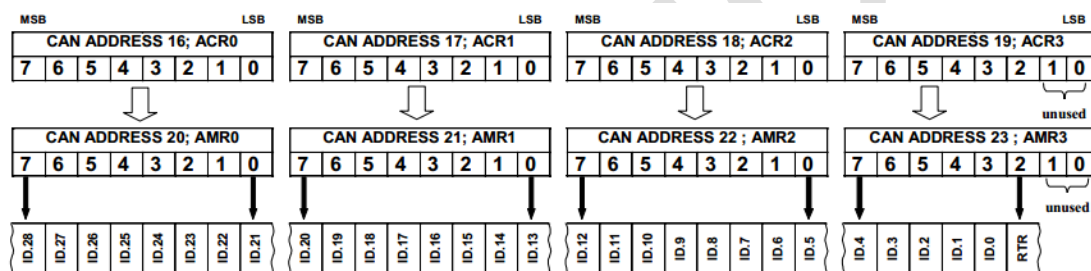 MSB LSB MSB LSB MSB LSB
CAN ADDRESS 16; ACR0 CAN ADDRESS 17; ACR1 CAN ADDRESS 18; ACR2 CAN ADDRESS 19; ACR3
7 6 5 4 3 2 1 0 7 6 5 4 3 2 1 0 7 6 5 4 3 2 1 0 7 6 5 4 3 2 1 0
unused
CAN ADDRESS 20; AMR0 CAN ADDRESS 21; AMR1 CAN ADDRESS 22 ; AMR2 CAN ADDRESS 23 ; AMR3
7 6 5 4 3 2 1 0 7 6 5 4 3 2 1 0 7 6 5 4 3 2 1 0 7 6 5 4 3 2 1 0
unused
ID.28 ID.27 ID.26 ID.25 ID.24 ID.23 ID.22 ID.21 ID.20 ID.19 ID.18 ID.17 ID.16 ID.15 ID.14 ID.13 ID.12 ID.11 ID.10 ID.9 ID.8 ID.7 ID.6 ID.5 ID.4 ID.3 ID.2 ID.1 ID.0 RTR